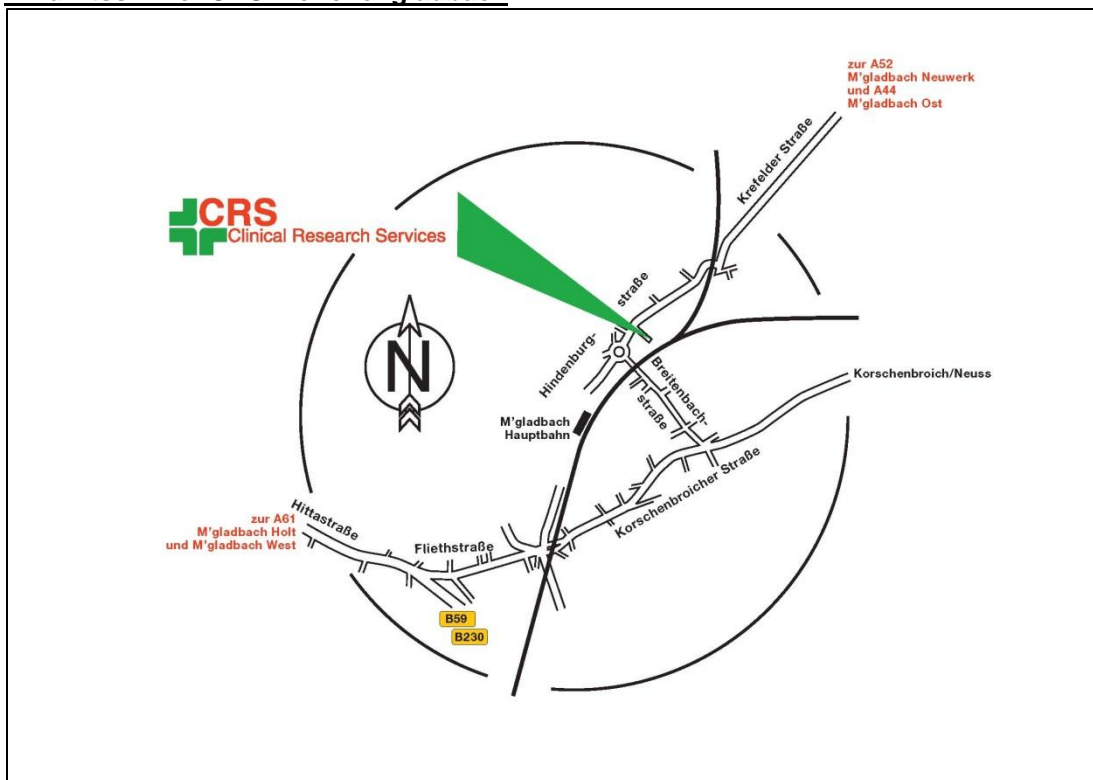 zur A52
M'gladbach Neuwerk
und A44
M'gladbach Ost
Krefelder Straße
CRS
Clinical Research Services
straße
Hindenburg-
N
Breitenbach-
straße
Korschenbroich/Neuss
M'gladbach
Hauptbahn
Korschenbroicher Straße
Hittastraße
zur A61
M'gladbach Holt
und M'gladbach West
Fliethstraße
B59
B230